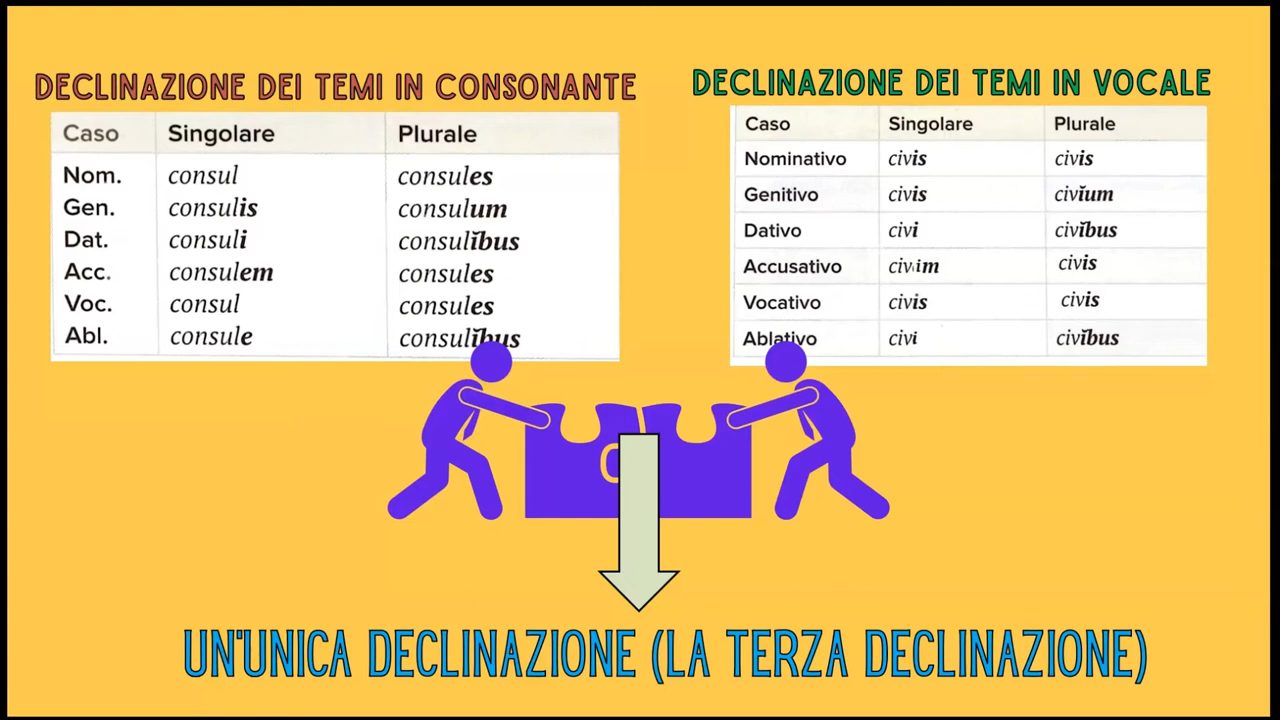 DECLINAZIONE DEI TEMI IN CONSONANTE
Caso Singolare Plurale
Nom. consul consules
Gen. consulis consulum
Dat. consuli consulĭbus
Acc. consulem consules
Voc. consul consules
Abl. consule consulĭbus
DECLINAZIONE DEI TEMI IN VOCALE
Caso Singolare Plurale
Nominativo civis civis
Genitivo civis civĭum
Dativo civi civĭbus
Accusativo civim civis
Vocativo civis civis
Ablativo civi civĭbus
UN'UNICA DECLINAZIONE (LA TERZA DECLINAZIONE)